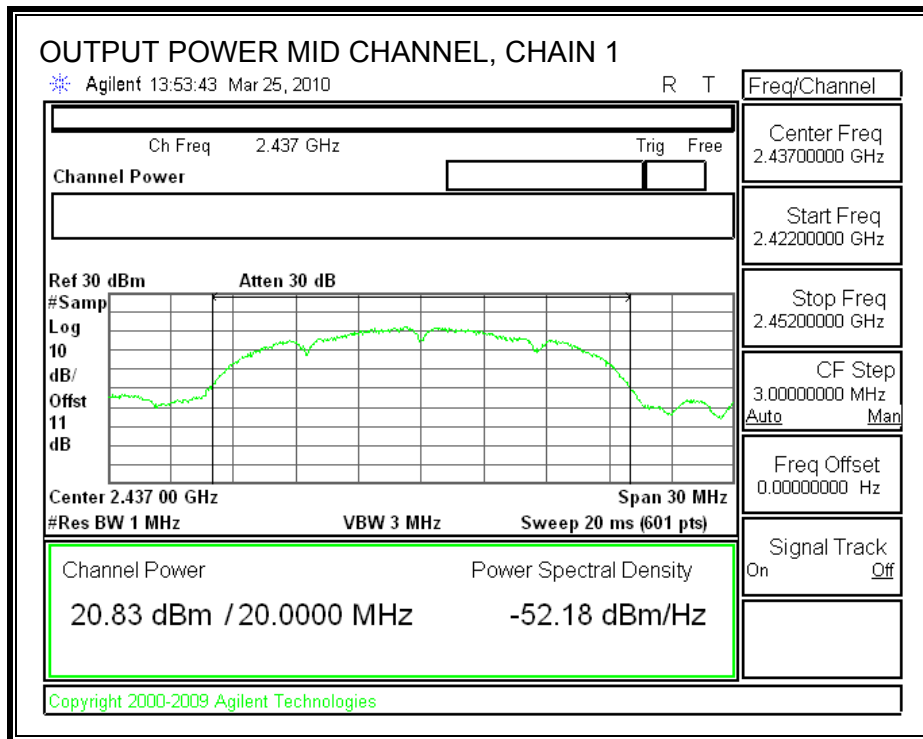 OUTPUT POWER MID CHANNEL, CHAIN 1
Agilent 13:53:43 Mar 25, 2010 R T
Freq/Channel
Ch Freq 2.437 GHz Trig Free
Channel Power
Center Freq
2.43700000 GHz
Start Freq
2.42200000 GHz
Stop Freq
2.45200000 GHz
CF Step
3.00000000 MHz
Auto Man
Freq Offset
0.00000000 Hz
Signal Track
On Off
Ref 30 dBm Atten 30 dB
#Samp
Log
10
dB/
Offst
11
dB
Center 2.437 00 GHz Span 30 MHz
#Res BW 1 MHz VBW 3 MHz Sweep 20 ms (601 pts)
Channel Power Power Spectral Density
20.83 dBm / 20.0000 MHz -52.18 dBm/Hz
Copyright 2000-2009 Agilent Technologies